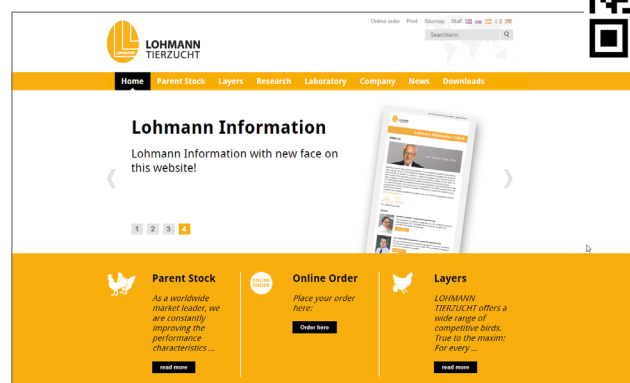 Online order Print Sitemap Staff
Searchterm
LOHMANN
TIERZUCHT
Home Parent Stock Layers Research Laboratory Company News Downloads
Lohmann Information
Lohmann Information with new face on
this website!
1 2 3 4
Parent Stock
As a worldwide
market leader, we
are constantly
improving the
performance
characteristics ...
read more
ONLINE
ORDER
Online Order
Place your order
here:
Order here
Layers
LOHMANN
TIERZUCHT offers a
wide range of
competitive birds.
True to the maxim:
For every ...
read more